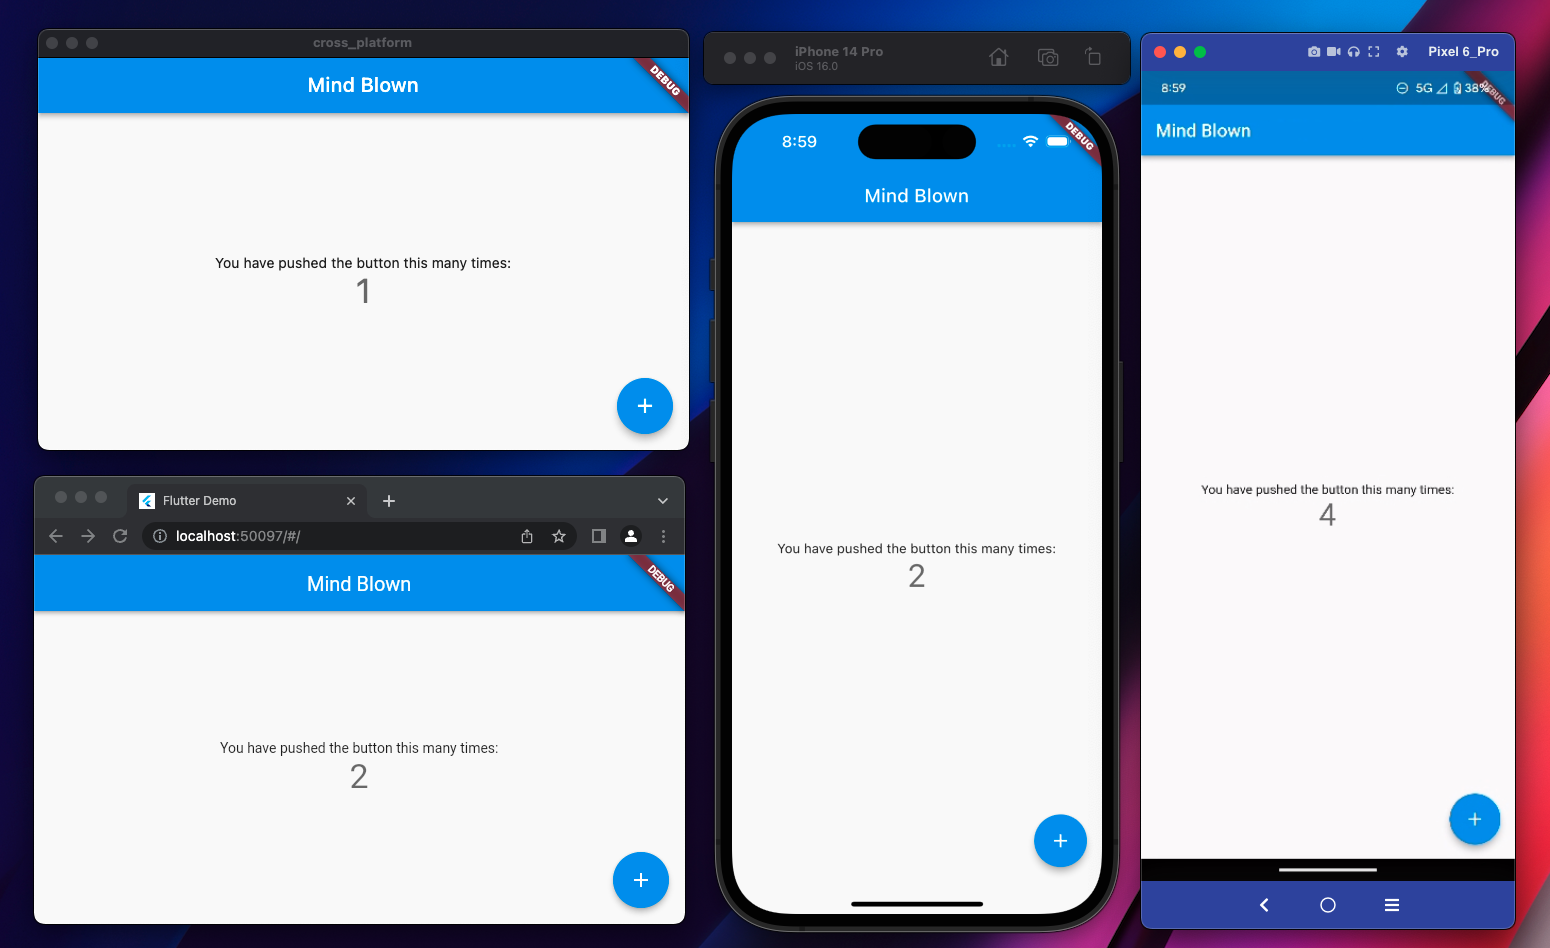 cross_platform
Mind Blown
DEBUG
You have pushed the button this many times:
1
Flutter Demo
localhost:50097/#/
Mind Blown
DEBUG
You have pushed the button this many times:
2
iPhone 14 Pro
iOS 16.0
8:59
DEBUG
Mind Blown
You have pushed the button this many times:
2
Pixel 6_Pro
8:59
5G 38%
DEBUG
Mind Blown
You have pushed the button this many times:
4